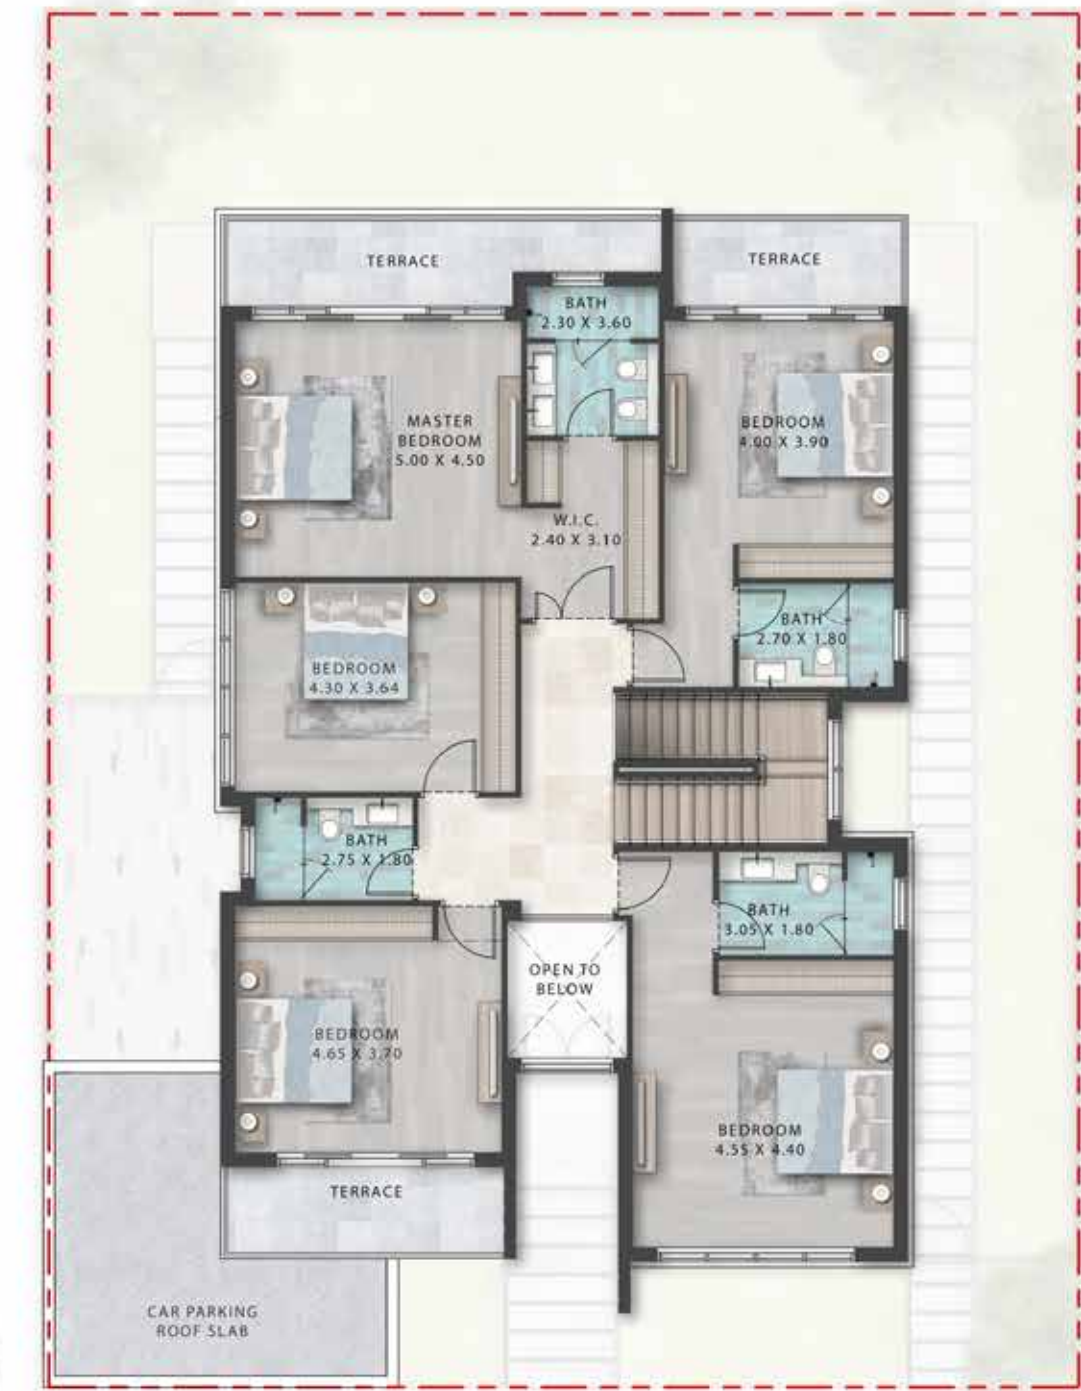 TERRACE
TERRACE
BATH
2.30 X 3.60
MASTER
BEDROOM
5.00 X 4.50
BEDROOM
4.00 X 3.90
W.I.C.
2.40 X 3.10
BATH
2.70 X 1.80
BEDROOM
4.30 X 3.64
BATH
2.75 X 1.80
BATH
3.05 X 1.80
OPEN TO
BELOW
BEDROOM
4.65 X 3.70
BEDROOM
4.55 X 4.40
TERRACE
CAR PARKING
ROOF SLAB